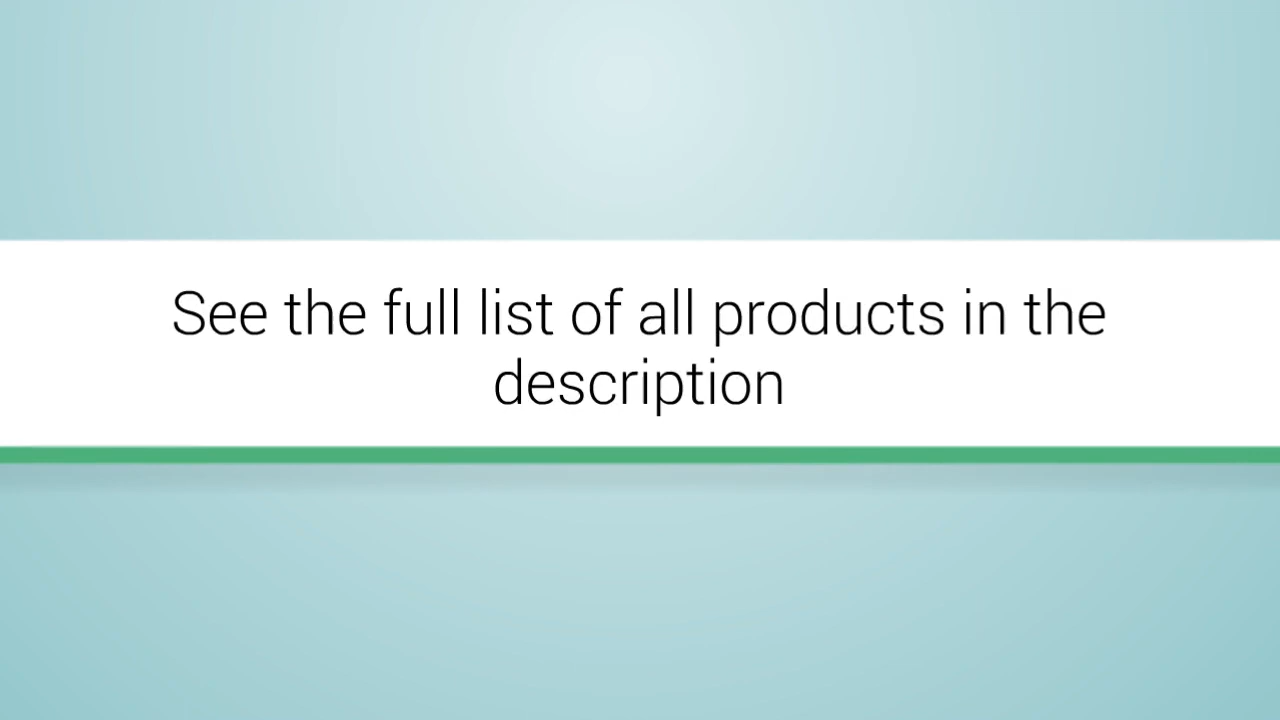 See the full list of all products in the
description